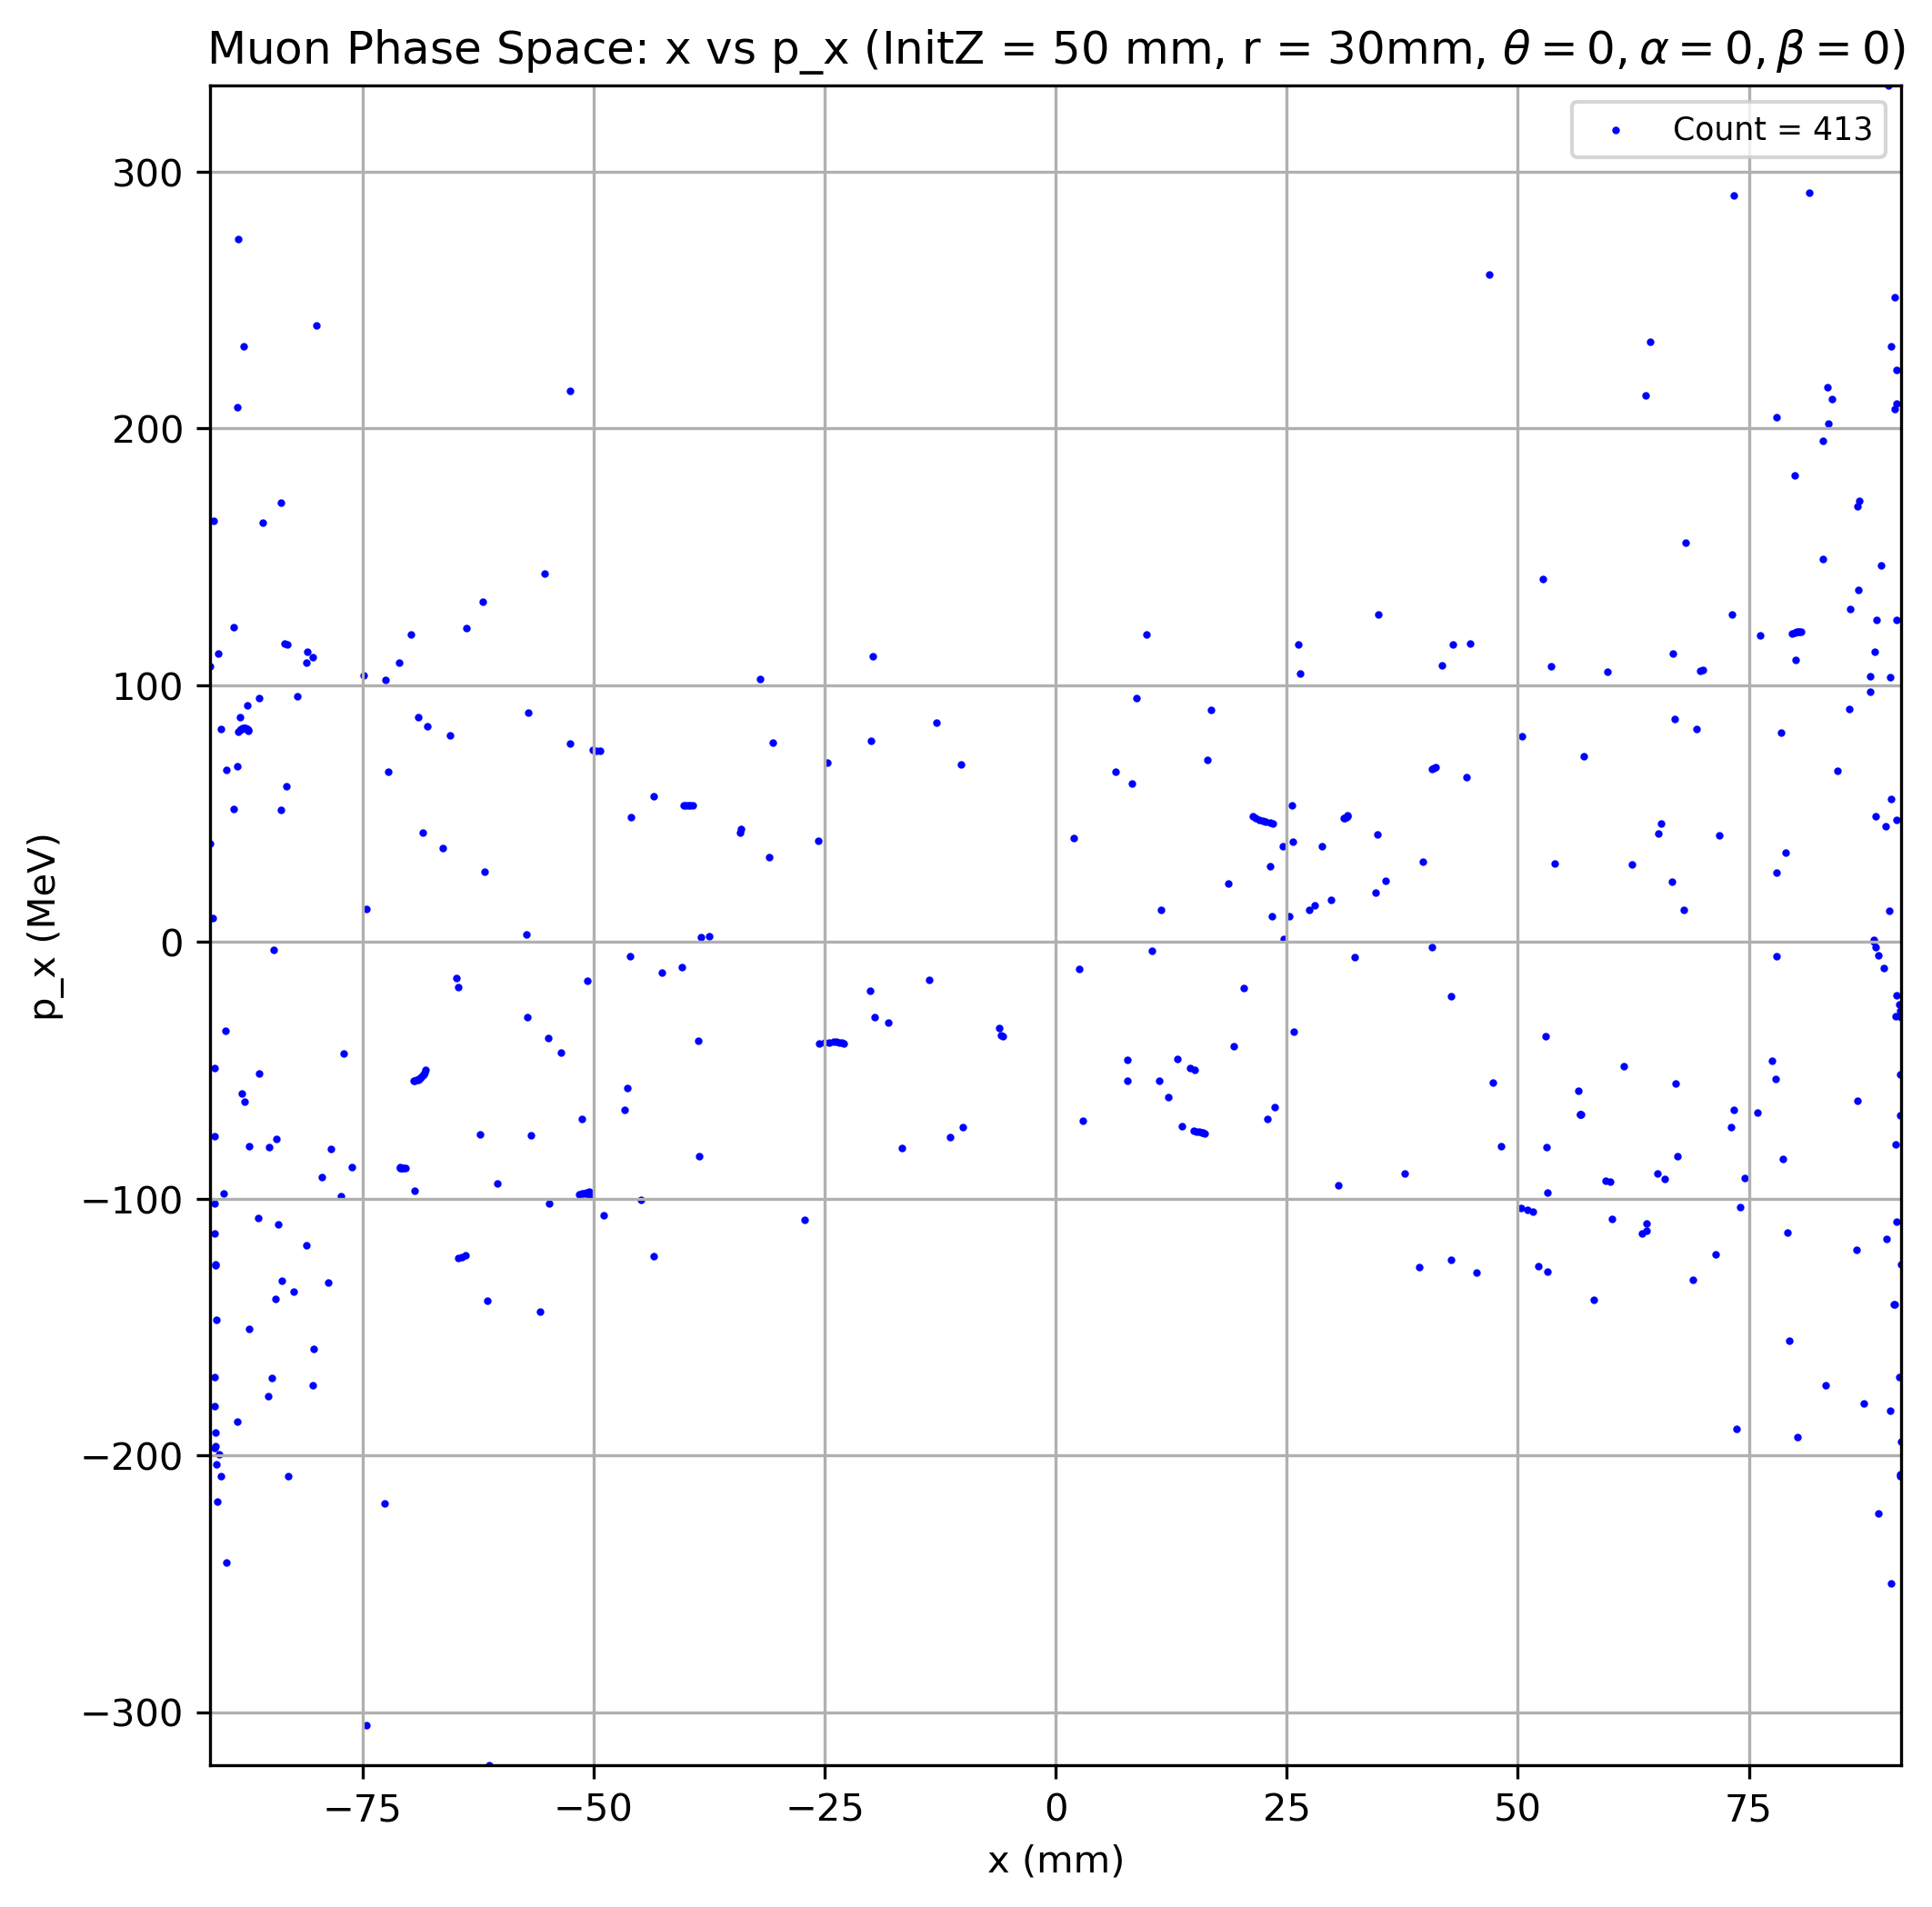 Muon Phase Space: x vs p_x (InitZ = 50 mm, r = 30mm, θ = 0, α = 0, β = 0)
Count = 413
300
200
100
0
−100
−200
−300
p_x (MeV)
−75 −50 −25 0 25 50 75
x (mm)